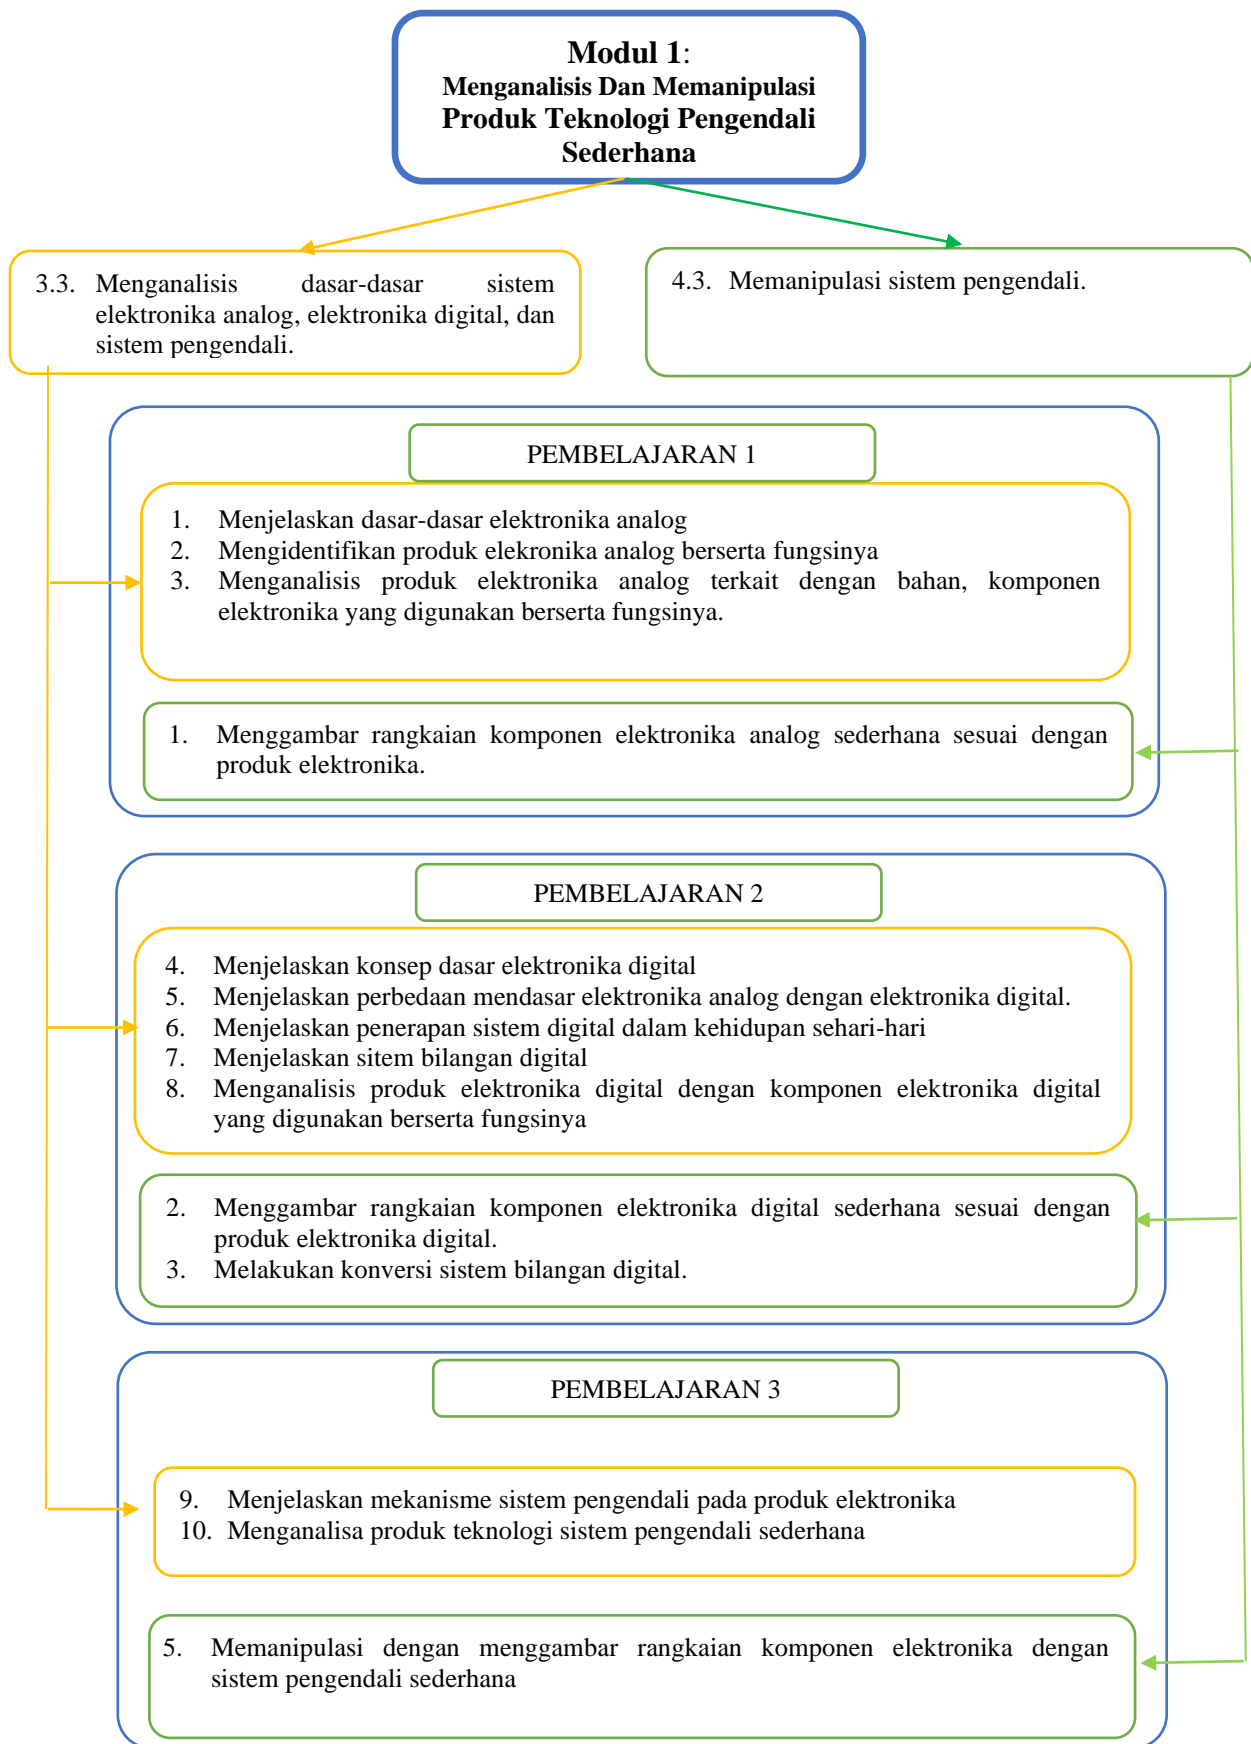 Modul 1:
Menganalisis Dan Memanipulasi
Produk Teknologi Pengendali
Sederhana
3.3. Menganalisis dasar-dasar sistem
elektronika analog, elektronika digital, dan
sistem pengendali.
4.3. Memanipulasi sistem pengendali.
PEMBELAJARAN 1
1. Menjelaskan dasar-dasar elektronika analog
2. Mengidentifikan produk elekronika analog berserta fungsinya
3. Menganalisis produk elektronika analog terkait dengan bahan, komponen
elektronika yang digunakan berserta fungsinya.
1. Menggambar rangkaian komponen elektronika analog sederhana sesuai dengan
produk elektronika.
PEMBELAJARAN 2
4. Menjelaskan konsep dasar elektronika digital
5. Menjelaskan perbedaan mendasar elektronika analog dengan elektronika digital.
6. Menjelaskan penerapan sistem digital dalam kehidupan sehari-hari
7. Menjelaskan sitem bilangan digital
8. Menganalisis produk elektronika digital dengan komponen elektronika digital
yang digunakan berserta fungsinya
2. Menggambar rangkaian komponen elektronika digital sederhana sesuai dengan
produk elektronika digital.
3. Melakukan konversi sistem bilangan digital.
PEMBELAJARAN 3
9. Menjelaskan mekanisme sistem pengendali pada produk elektronika
10. Menganalisa produk teknologi sistem pengendali sederhana
5. Memanipulasi dengan menggambar rangkaian komponen elektronika dengan
sistem pengendali sederhana